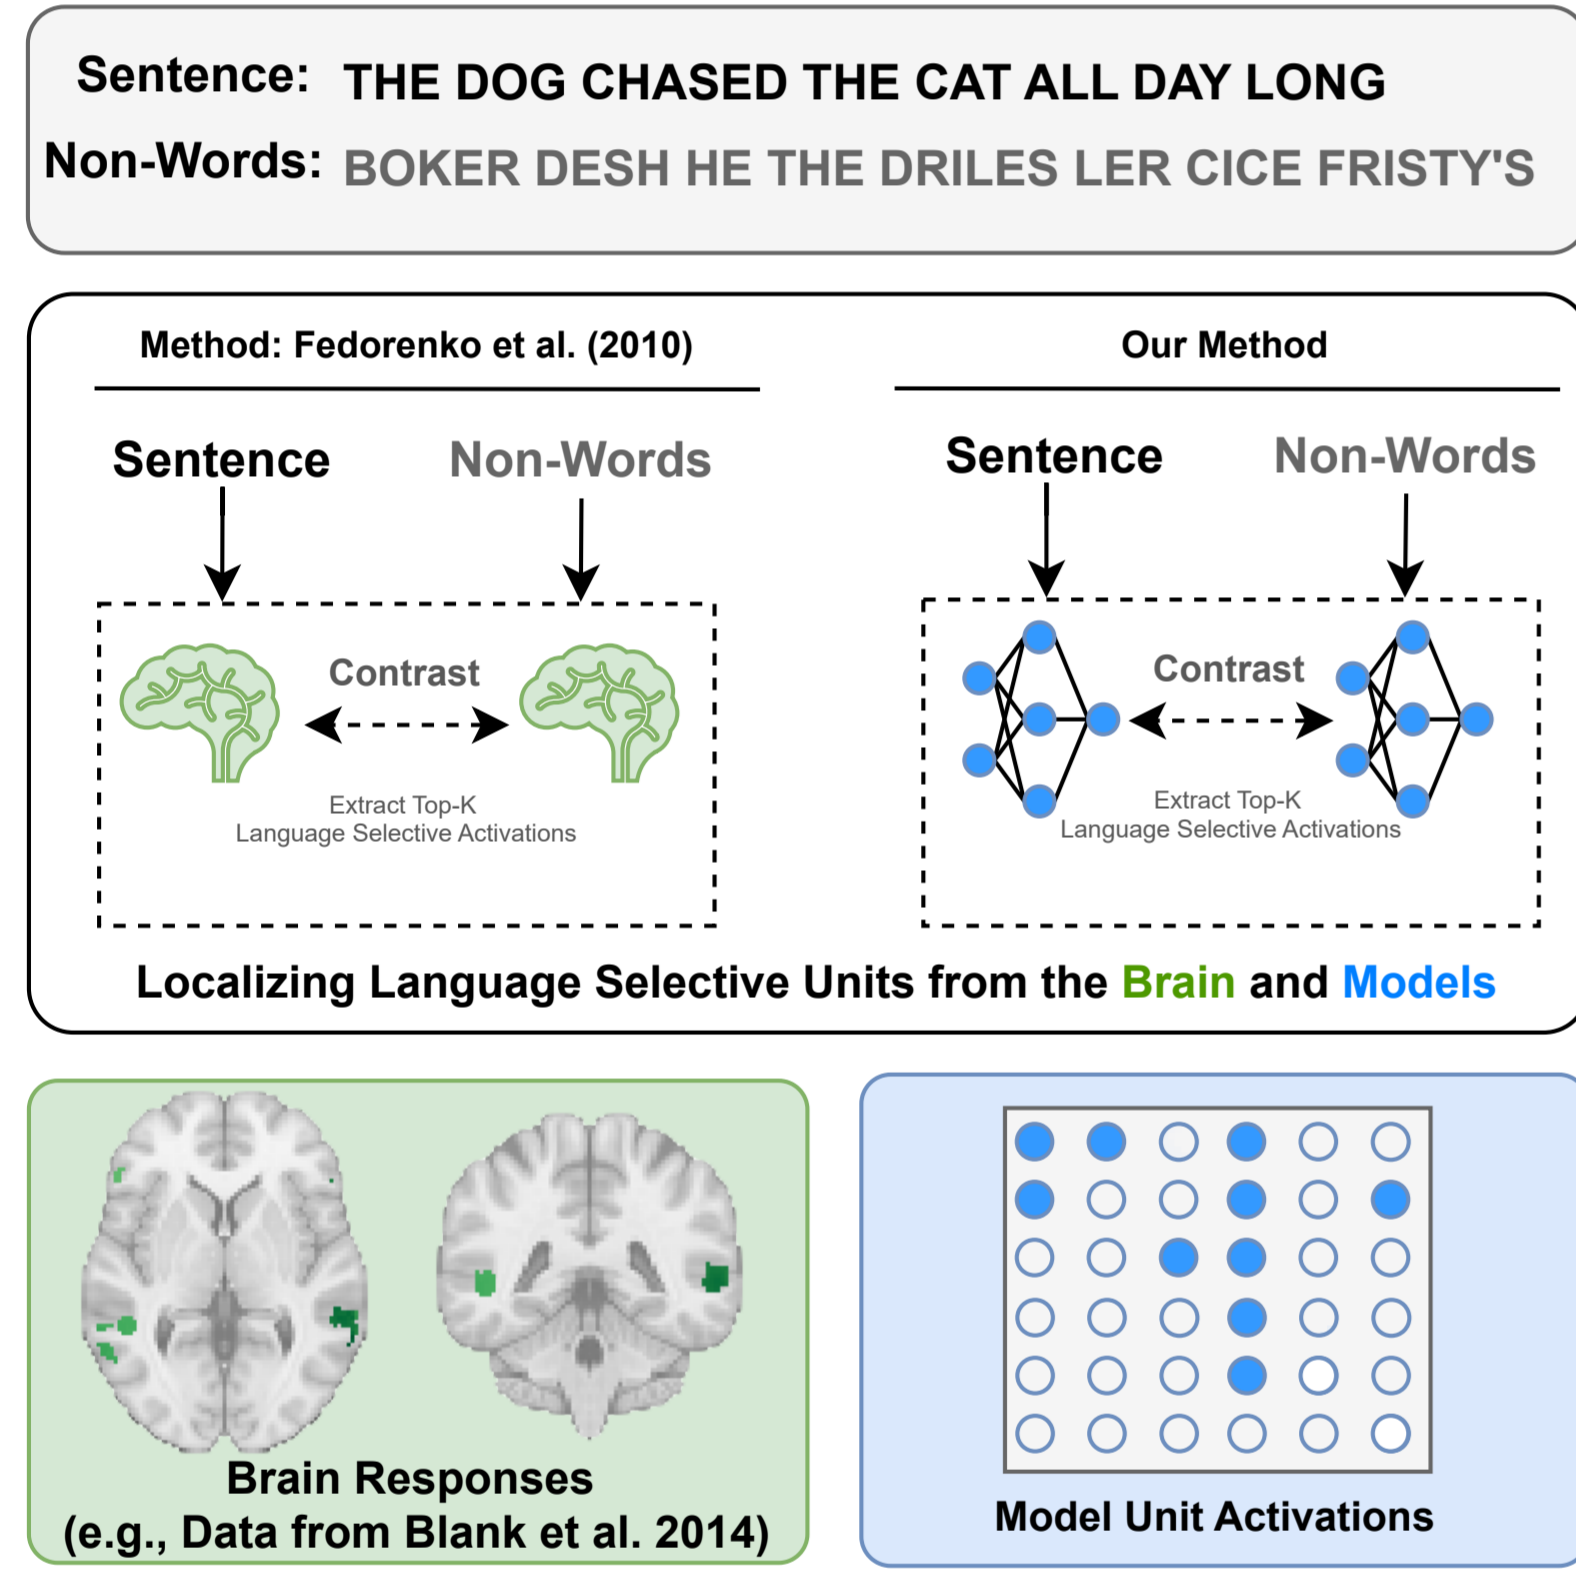 Sentence: THE DOG CHASED THE CAT ALL DAY LONG
Non-Words: BOKER DESH HE THE DRILES LER CICE FRISTY'S
Method: Fedorenko et al. (2010)
Our Method
Sentence
Non-Words
Sentence
Non-Words
Contrast
Contrast
Extract Top-K
Language Selective Activations
Extract Top-K
Language Selective Activations
Localizing Language Selective Units from the Brain and Models
Brain Responses
(e.g., Data from Blank et al. 2014)
Model Unit Activations